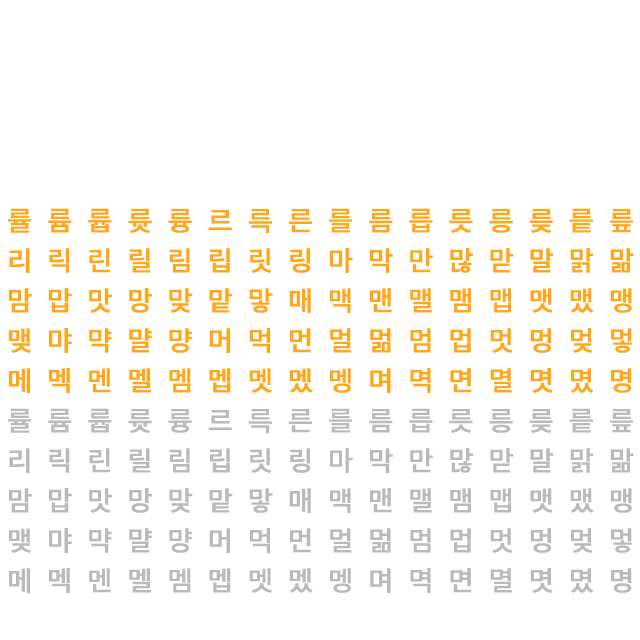 률 륨 륩 륫 륭 르 륵 른 를 름 릅 릇 릉 릊 릍 릎
리 릭 린 릴 림 립 릿 링 마 막 만 많 맏 말 맑 맒
맘 맙 맛 망 맞 맡 맣 매 맥 맨 맬 맴 맵 맷 맸 맹
맺 먀 먁 먈 먕 머 먹 먼 멀 멂 멈 업 멋 멍 멎 멓
메 멕 멘 멜 멤 멥 멧 멨 멩 며 멱 면 멸 몃 몄 명
률 륨 륩 륫 륭 르 륵 른 를 름 릅 릇 릉 릊 릍 릎
리 릭 린 릴 림 립 릿 링 마 막 만 많 맏 말 맑 맒
맘 맙 맛 망 맞 맡 맣 매 맥 맨 맬 맴 맵 맷 맸 맹
맺 먀 먁 먈 먕 머 먹 먼 멀 멂 멈 멉 멋 멍 멎 멓
메 멕 멘 멜 멤 멥 멧 멨 멩 며 멱 면 멸 몃 몄 명